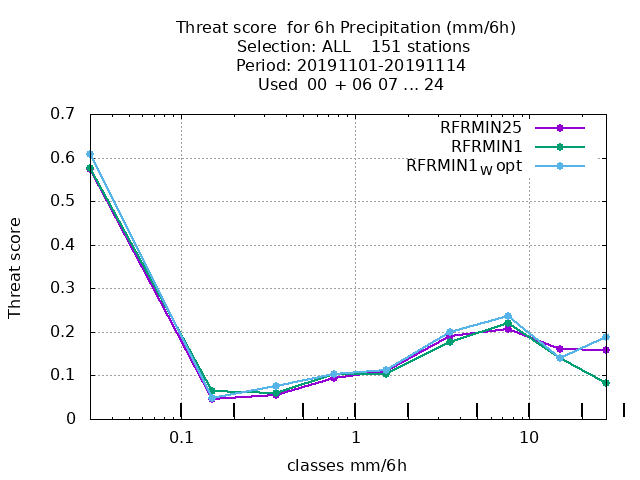 Threat score for 6h Precipitation (mm/6h)
Selection: ALL 151 stations
Period: 20191101-20191114
Used 00 + 06 07 ... 24
RFRMIN25
RFRMIN1
RFRMIN1W opt
0.7
0.6
0.5
0.4
0.3
0.2
0.1
0
Threat score
0.1 1 10
classes mm/6h